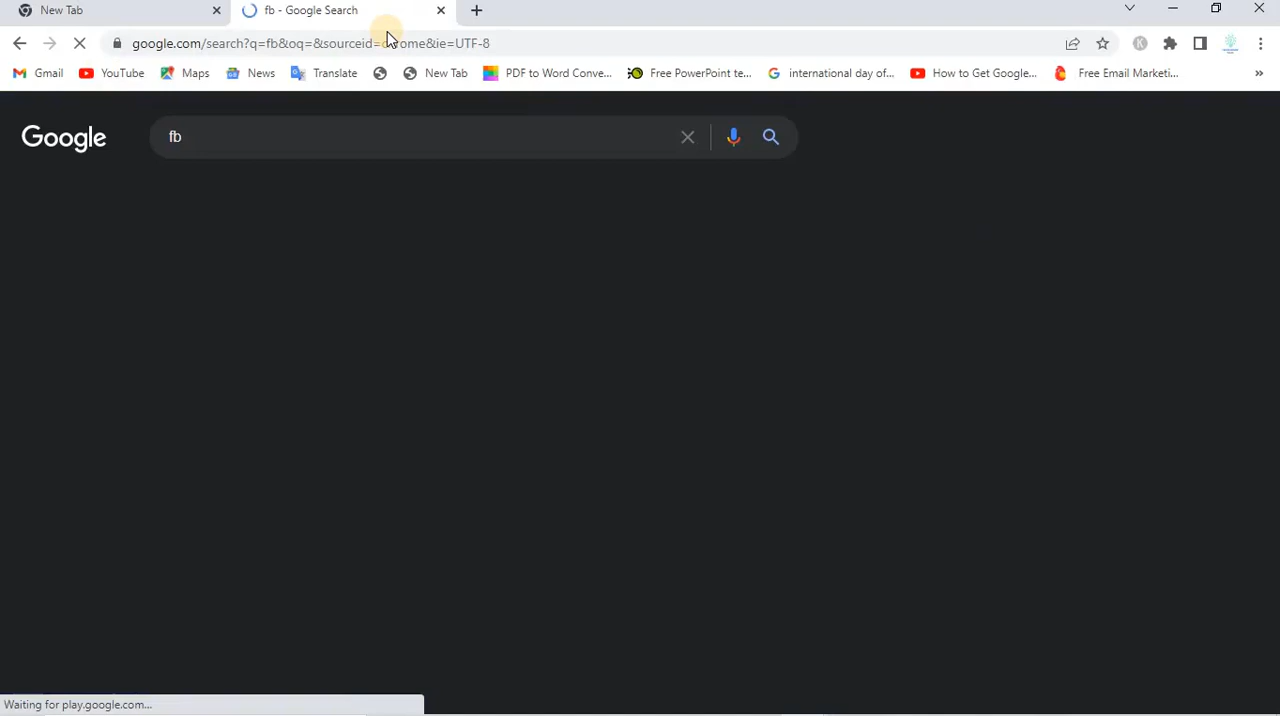 New Tab
fb - Google Search
google.com/search?q=fb&oq=&sourceid=chrome&ie=UTF-8
Gmail YouTube Maps News Translate New Tab PDF to Word Conve... Free PowerPoint te... international day of... How to Get Google... Free Email Marketi... »
Google fb
Waiting for play.google.com...